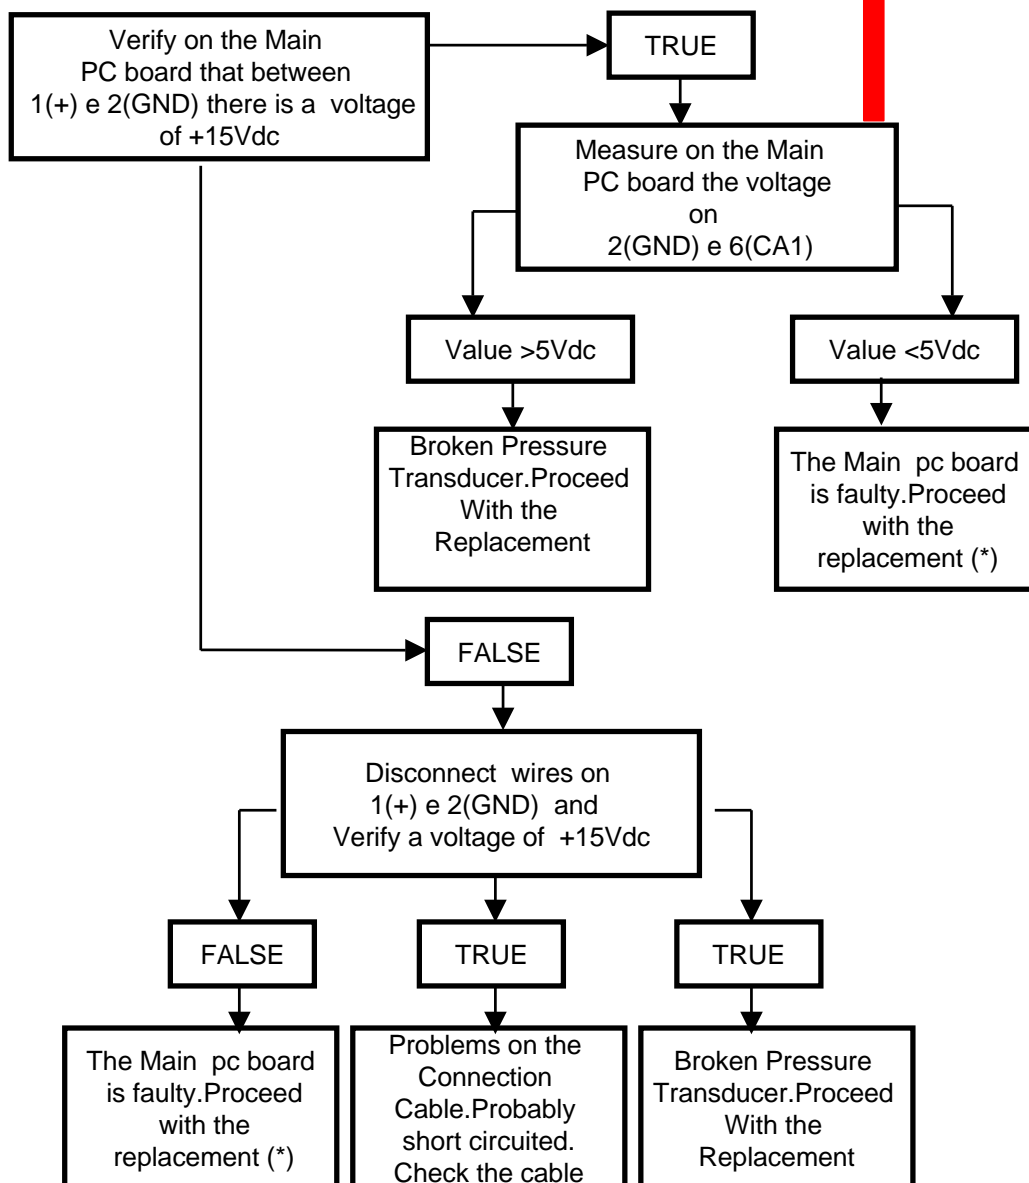 Verify on the Main
PC board that between
1(+) e 2(GND) there is a voltage
of +15Vdc
TRUE
Measure on the Main
PC board the voltage
on
2(GND) e 6(CA1)
Value >5Vdc
Value <5Vdc
Broken Pressure
Transducer.Proceed
With the
Replacement
The Main pc board
is faulty.Proceed
with the
replacement (*)
FALSE
Disconnect wires on
1(+) e 2(GND) and
Verify a voltage of +15Vdc
FALSE
TRUE
TRUE
The Main pc board
is faulty.Proceed
with the
replacement (*)
Problems on the
Connection
Cable.Probably
short circuited.
Check the cable
Broken Pressure
Transducer.Proceed
With the
Replacement